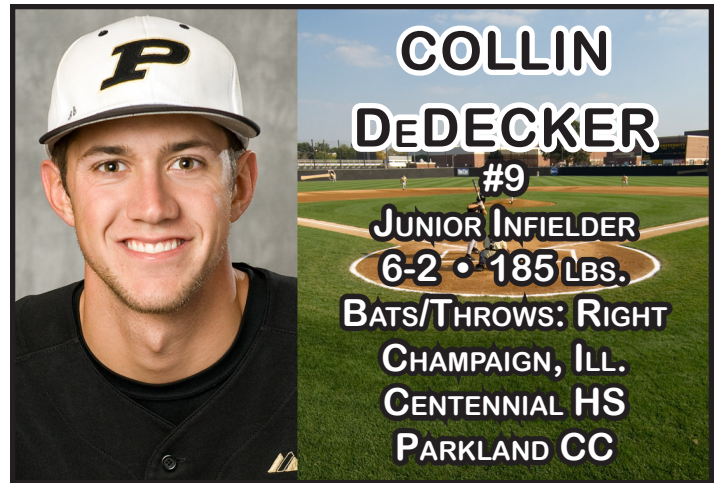 P
COLLIN
DeDECKER
#9
Junior Infielder
6-2 • 185 lbs.
Bats/Throws: Right
Champaign, Ill.
Centennial HS
Parkland CC